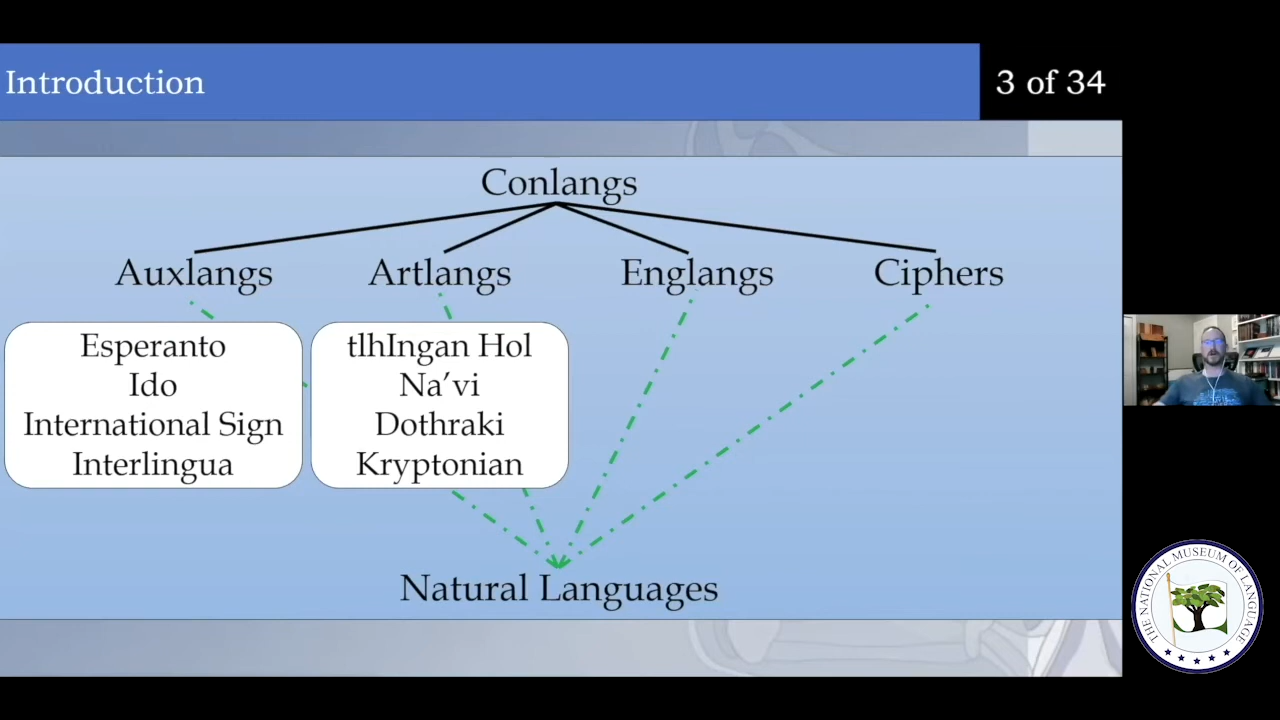 Introduction
3 of 34
Conlangs
Auxlangs
Artlangs
Englangs
Ciphers
Esperanto
Ido
International Sign
Interlingua
tlhIngan Hol
Na’vi
Dothraki
Kryptonian
Natural Languages
THE NATIONAL MUSEUM OF LANGUAGE